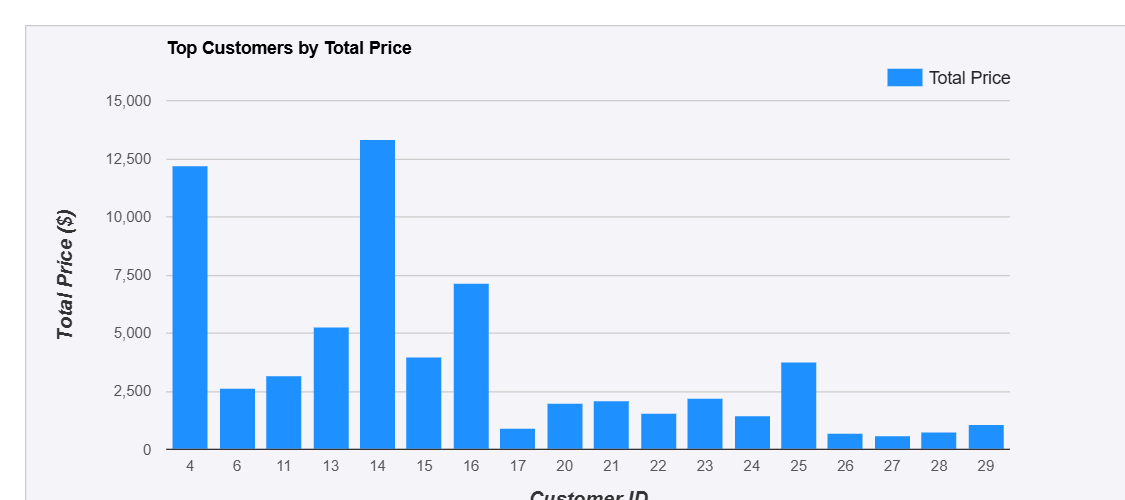 Top Customers by Total Price
Total Price
15,000
12,500
10,000
7,500
5,000
2,500
0
Total Price ($)
4 6 11 13 14 15 16 17 20 21 22 23 24 25 26 27 28 29
Customer ID